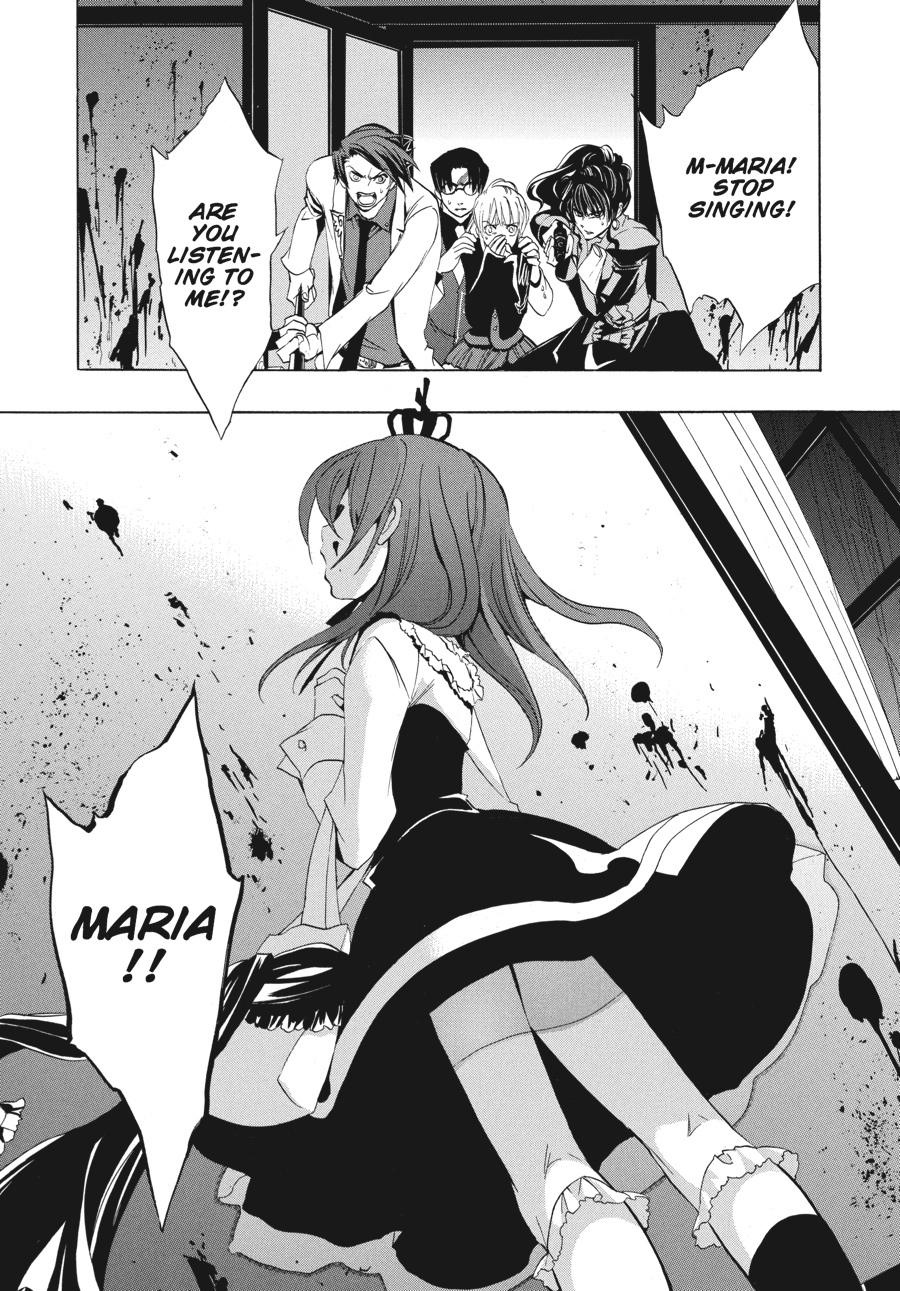 M-MARIA!
STOP
SINGING!
ARE
YOU
LISTEN-
ING TO
ME!?
MARIA
!!